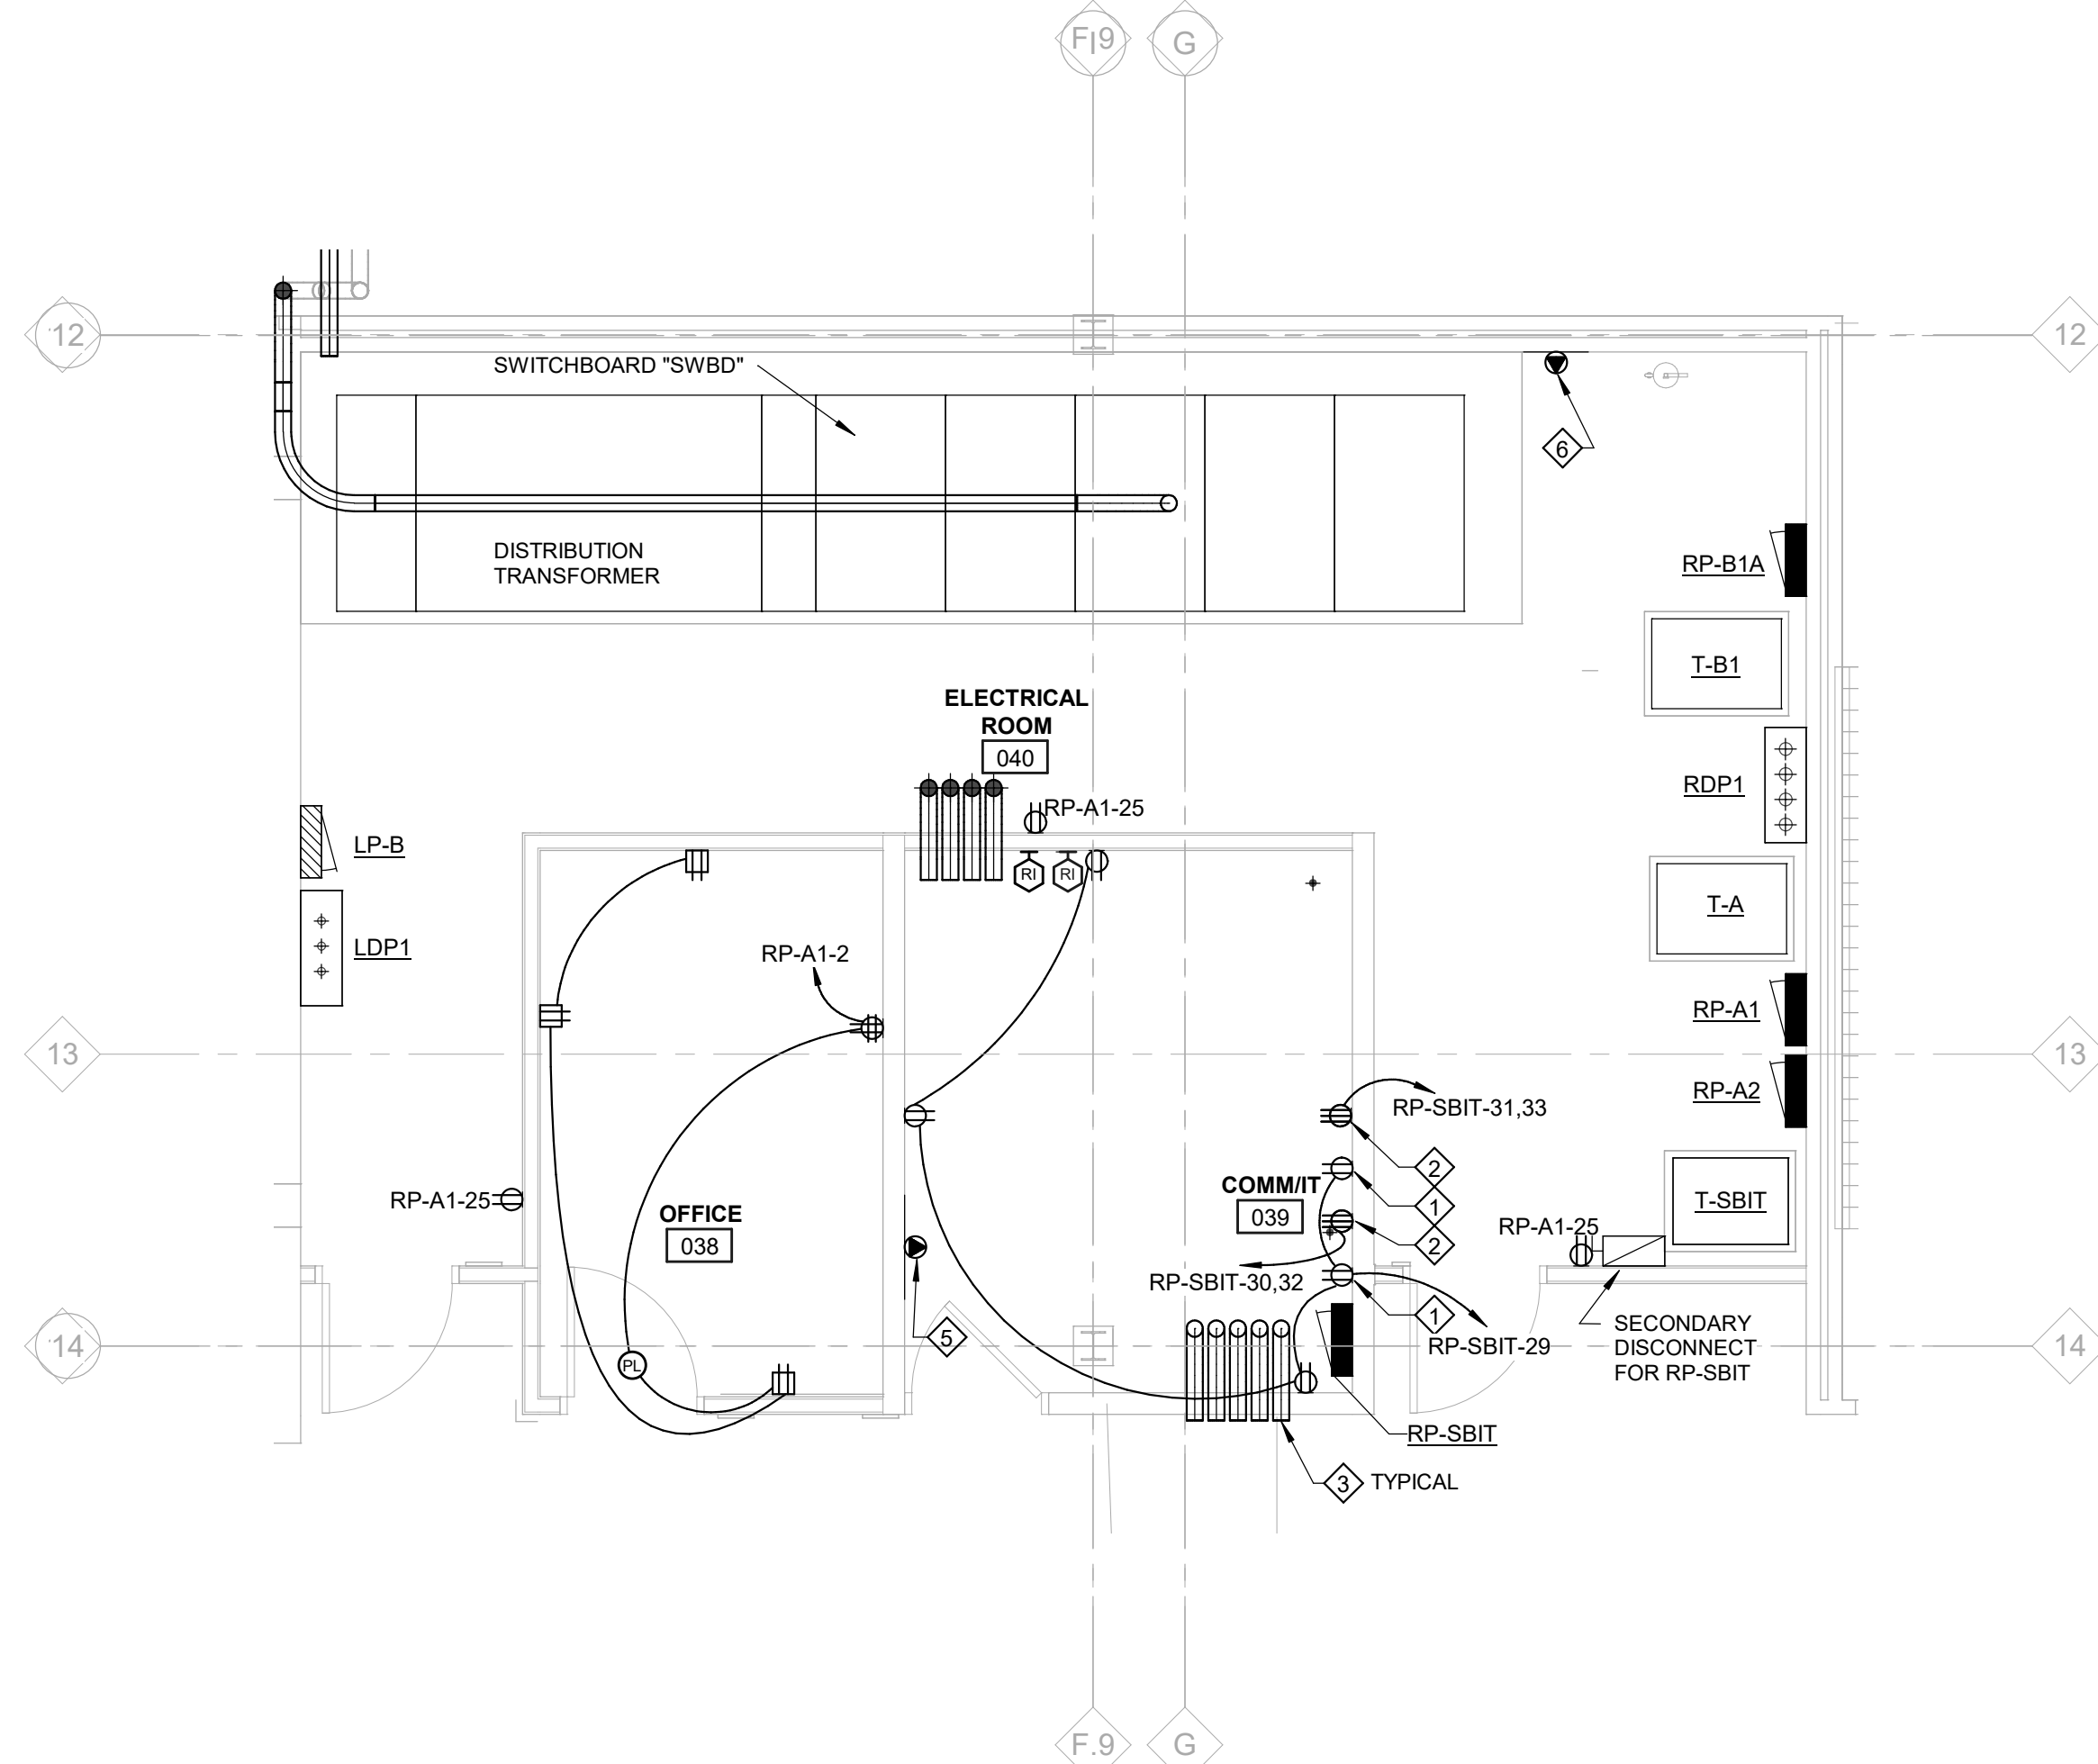 F.9
G
12
12
SWITCHBOARD "SWBD"
6
DISTRIBUTION
TRANSFORMER
RP-B1A
T-B1
ELECTRICAL
ROOM
040
RDP1
RP-A1-25
LP-B
RI
RI
T-A
LDP1
RP-A1-2
RP-A1
13
13
RP-A2
RP-SBIT-31,33
2
COMM/IT
039
1
RP-A1-25
T-SBIT
OFFICE
038
2
RP-A1-25
RP-SBIT-30,32
1
5
SECONDARY
DISCONNECT
FOR RP-SBIT
14
RP-SBIT-29
14
PL
RP-SBIT
3 TYPICAL
F.9
G